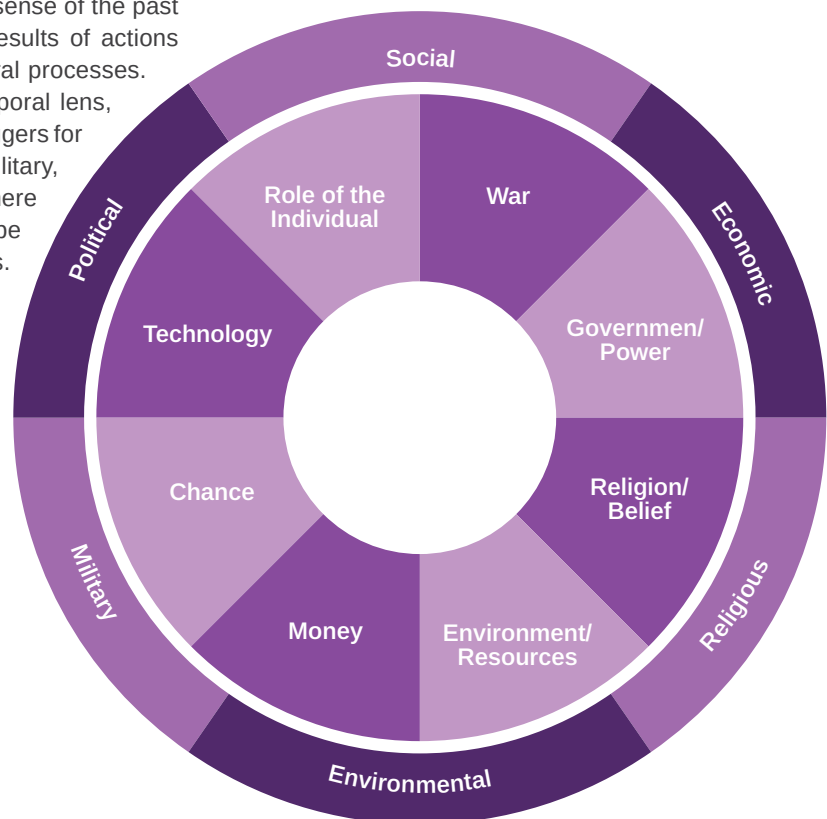 sense of the past
esults of actions
al processes.
poral lens,
gers for
litary,
here
be
s.
Social
Political
Economic
Role of the
Individual
War
Technology
Governmen/
Power
Chance
Religion/
Belief
Money
Environment/
Resources
Military
Religious
Environmental